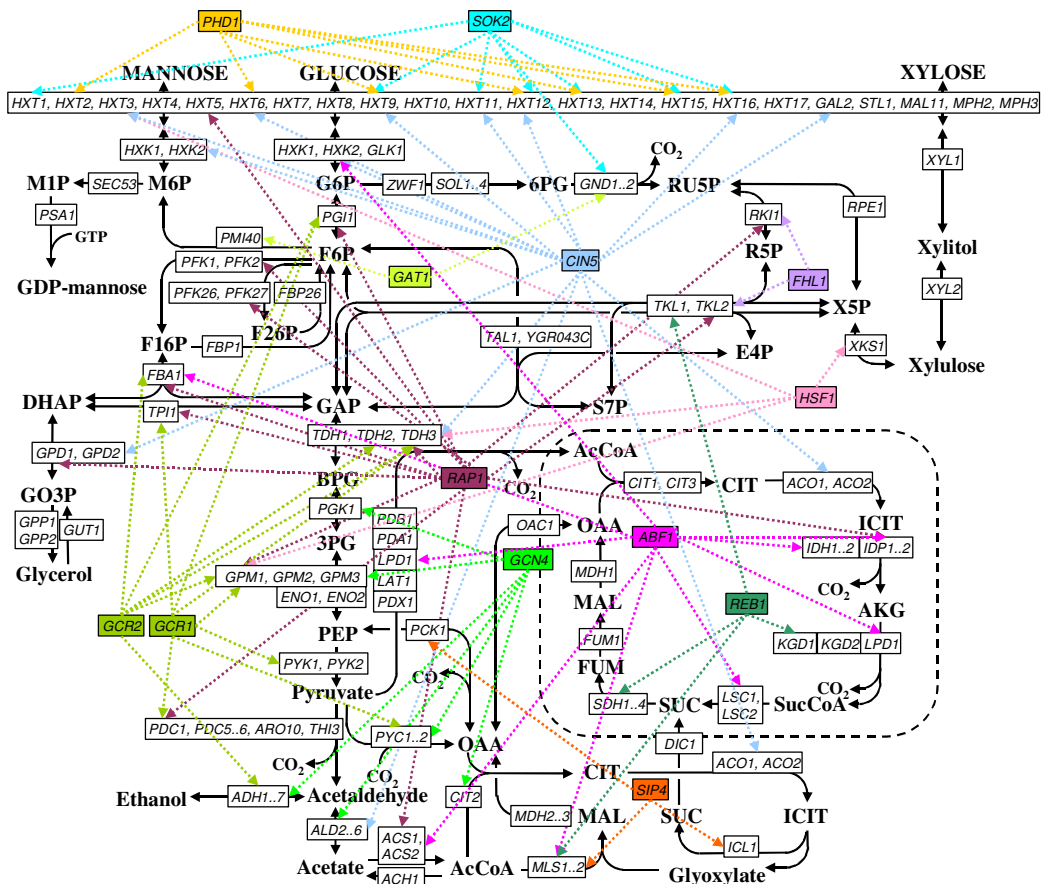 PHD1
SOK2
MANNOSE
GLUCOSE
XYLOSE
HXT1, HXT2, HXT3, HXT4, HXT5, HXT6, HXT7, HXT8, HXT9, HXT10, HXT11, HXT12, HXT13, HXT14, HXT15, HXT16, HXT17, GAL2, STL1, MAL11, MPH2, MPH3
HXK1, HXK2
HXK1, HXK2, GLK1
CO2
XYL1
M1P
SEC53
M6P
G6P
ZWF1
SOL1..4
6PG
GND1..2
RU5P
PSA1
GTP
PGI1
RKI1
RPE1
PMI40
F6P
R5P
Xylitol
GDP-mannose
PFK1, PFK2
GAT1
CIN5
FHL1
PFK26, PFK27
FBP26
XYL2
TKL1, TKL2
X5P
F26P
F16P
FBP1
TAL1, YGR043C
E4P
XKS1
Xylulose
FBA1
DHAP
TPI1
GAP
S7P
HSF1
GPD1, GPD2
TDH1, TDH2, TDH3
AcCoA
BPG
RAP1
CO2
CIT1, CIT3
CIT
ACO1, ACO2
GO3P
GPP1
GPP2
GUT1
PGK1
PDB1
PDA1
LPD1
LAT1
PDX1
OAC1
OAA
ABF1
ICIT
IDH1..2
IDP1..2
3PG
GCN4
Glycerol
GPM1, GPM2, GPM3
ENO1, ENO2
MDH1
CO2
MAL
REB1
AKG
GCR2
GCR1
PEP
PCK1
FUM1
KGD1
KGD2
LPD1
PYK1, PYK2
CO2
FUM
Pyruvate
SDH1..4
SUC
LSC1,
LSC2
SucCoA
CO2
PDC1, PDC5..6, ARO10, THI3
PYC1..2
OAA
DIC1
CO2
CO2
CIT
ACO1, ACO2
Ethanol
ADH1..7
Acetaldehyde
CIT2
SIP4
MDH2..3
MAL
SUC
ICIT
ALD2..6
ACS1,
ACS2
ICL1
Acetate
ACH1
AcCoA
MLS1..2
Glyoxylate